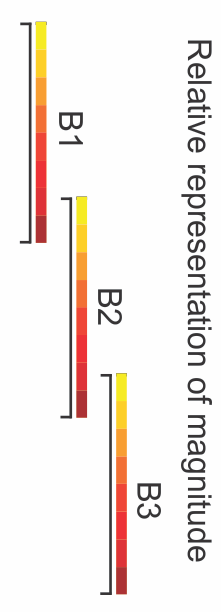 Relative representation of magnitude
B1
B2
B3